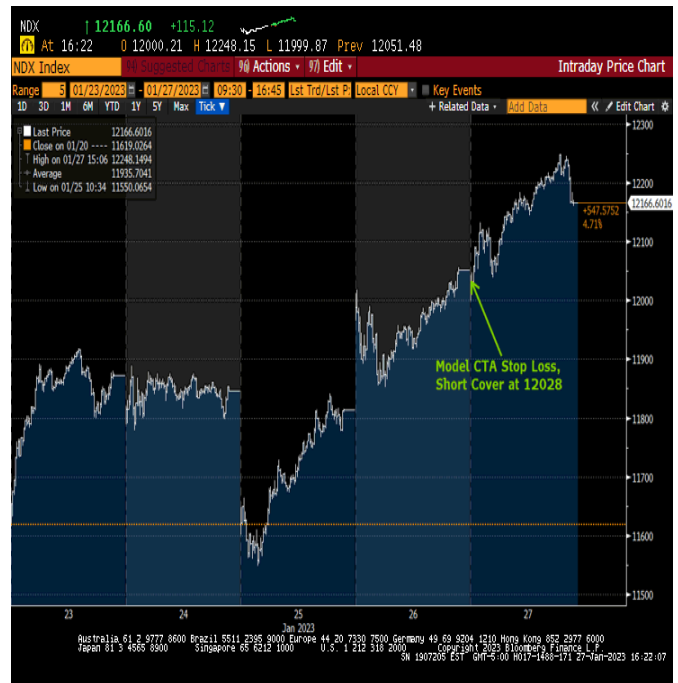 NDX ↑ 12166.60 +115.12
At 16:22 O 12000.21 H 12248.15 L 11999.87 Prev 12051.48
NDX Index 94) Suggested Charts 96) Actions 97) Edit Intraday Price Chart
Range 5 01/23/2023 - 01/27/2023 09:30 - 16:45 Lst Trd/Lst P Local CCY Key Events
1D 3D 1M 6M YTD 1Y 5Y Max Tick ▼ + Related Data Add Data « Edit Chart
Last Price 12166.6016
Close on 01/20 ---- 11619.0264
High on 01/27 15:06 12248.1494
Average 11935.7041
Low on 01/25 10:34 11550.0654
12300
12200
12166.6016
+547.5752
4.71%
12100
12000
11900
Model CTA Stop Loss,
Short Cover at 12028
11800
11700
11600
11500
23 24 25 26 27
Jan 2023
Australia 61 2 9777 8600 Brazil 5511 2395 9000 Europe 44 20 7330 7500 Germany 49 69 9204 1210 Hong Kong 852 2977 6000
Japan 81 3 4565 8900 Singapore 65 6212 1000 U.S. 1 212 318 2000 Copyright 2023 Bloomberg Finance L.P.
SN 1907205 EST GMT-5:00 H017-1488-171 27-Jan-2023 16:22:07